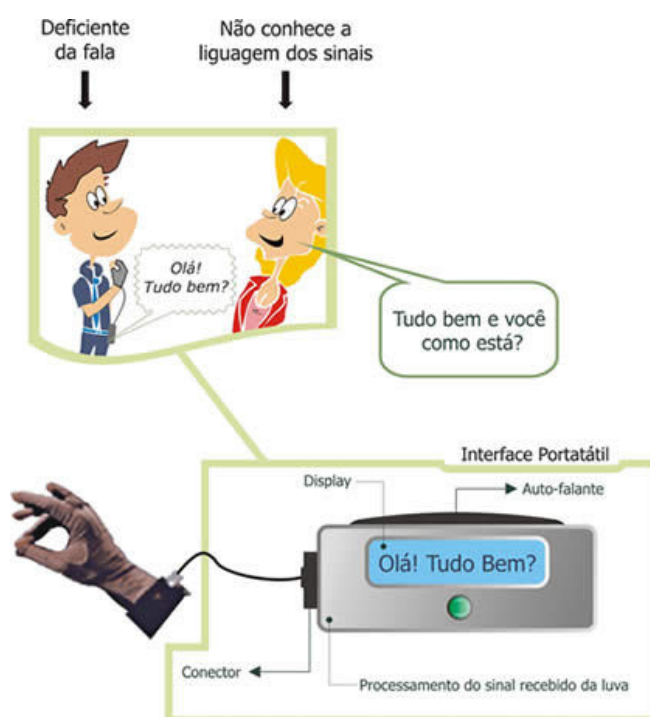 Deficiente
da fala
Não conhece a
liguagem dos sinais
Olá!
Tudo bem?
Tudo bem e você
como está?
Interface Portatátil
Display
Auto-falante
Olá! Tudo Bem?
Conector
Processamento do sinal recebido da luva